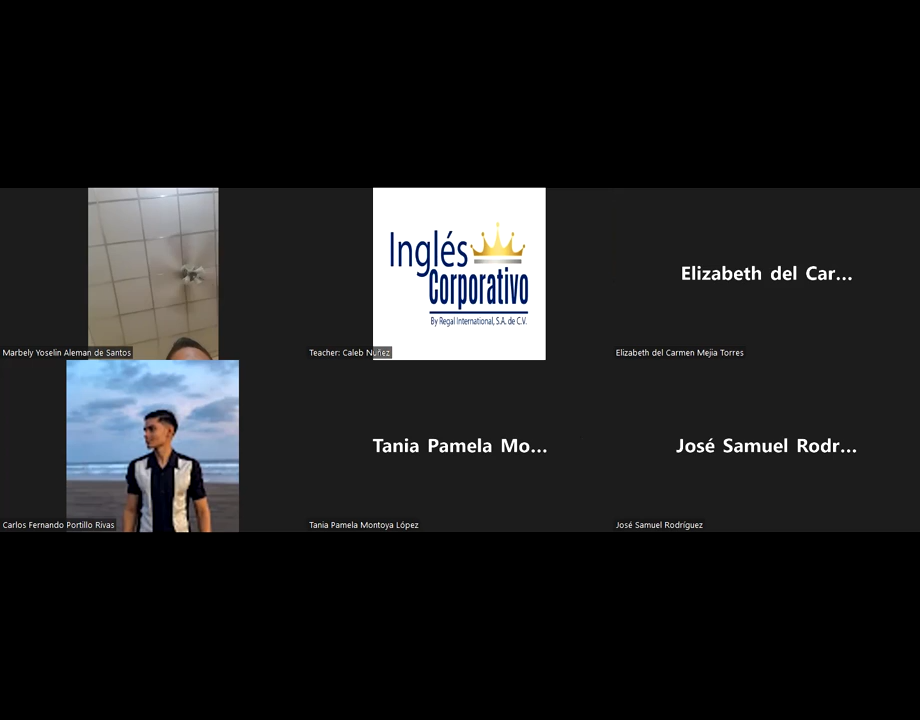 Inglés
Corporativo
By Regal International, S.A. de C.V.
Elizabeth del Car...
Marbely Yoselin Aleman de Santos
Teacher: Caleb Nuñez
Elizabeth del Carmen Mejia Torres
Tania Pamela Mo...
José Samuel Rodr...
Carlos Fernando Portillo Rivas
Tania Pamela Montoya López
José Samuel Rodríguez